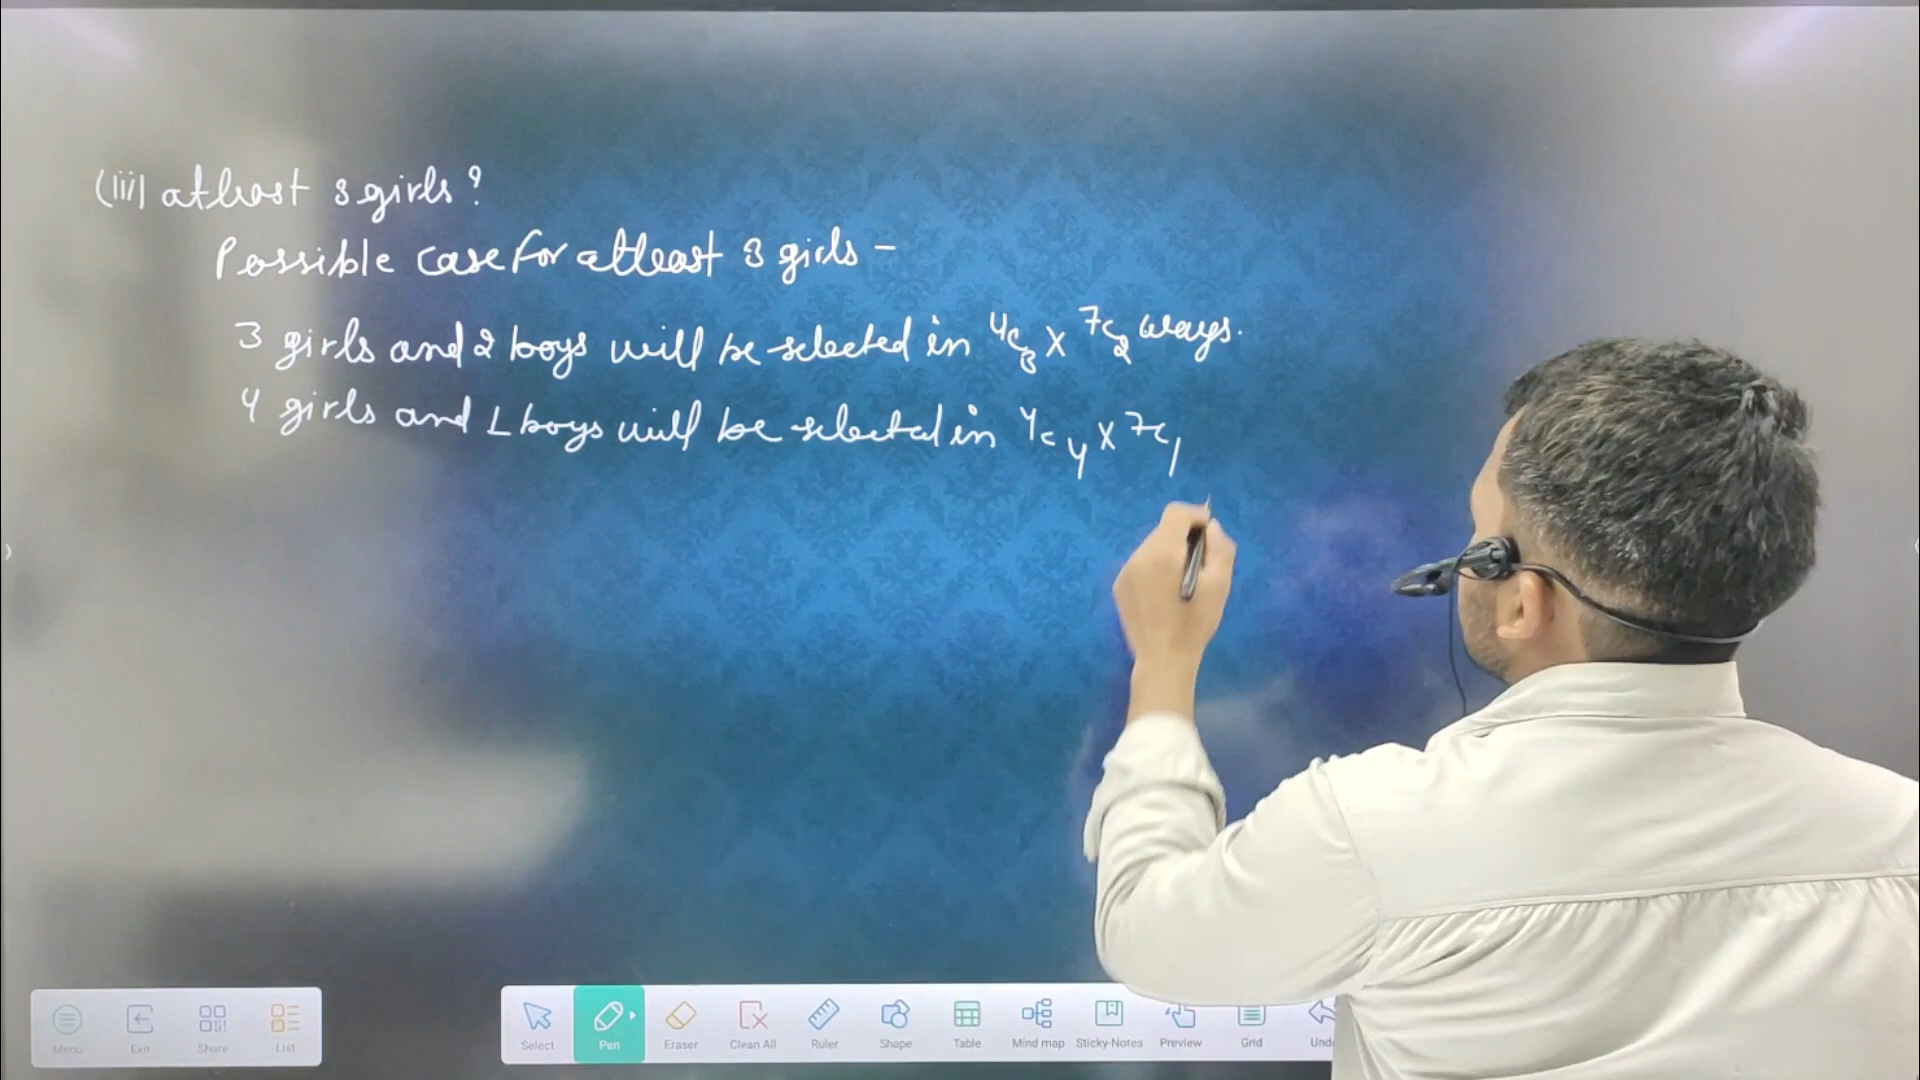 (iii) atleast 3 girls?
Possible case for atleast 3 girls -
3 girls and 2 boys will be selected in ⁴C₃ X ⁷C₂ ways.
4 girls and 1 boys will be selected in ⁴C₄ X ⁷C₁
Menu Exit Share List
Select Pen Eraser Clean All Ruler Shape Table Mind map Sticky-Notes Preview Grid Undo